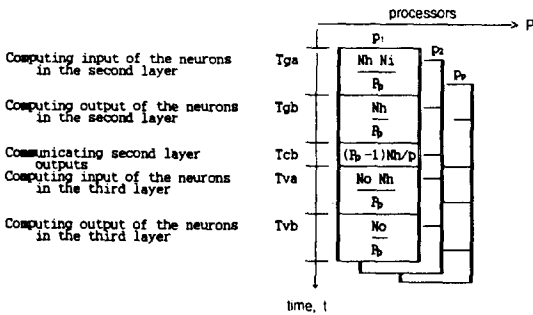 processors
P
p₁
p₂
pₚ
Computing input of the neurons
in the second layer
Tga
Nh Ni
Pp
Computing output of the neurons
in the second layer
Tgb
Nh
Pp
Communicating second layer
outputs
Tcb
(Pp -1)Nh/p
Computing input of the neurons
in the third layer
Tva
No Nh
Pp
Computing output of the neurons
in the third layer
Tvb
No
Pp
time, t